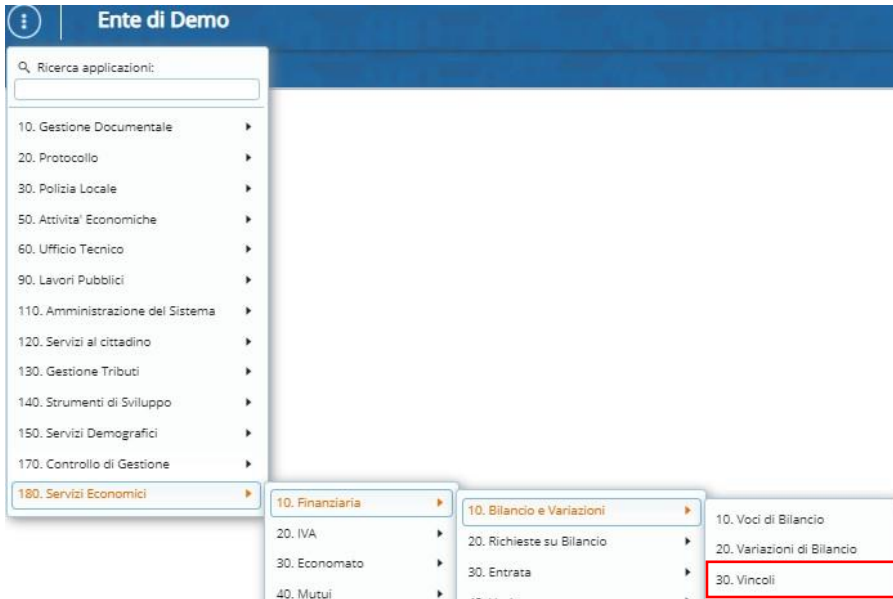 Ente di Demo
Ricerca applicazioni:
10. Gestione Documentale
20. Protocollo
30. Polizia Locale
50. Attivita' Economiche
60. Ufficio Tecnico
90. Lavori Pubblici
110. Amministrazione del Sistema
120. Servizi al cittadino
130. Gestione Tributi
140. Strumenti di Sviluppo
150. Servizi Demografici
170. Controllo di Gestione
180. Servizi Economici
10. Finanziaria
20. IVA
30. Economato
40. Mutui
10. Bilancio e Variazioni
20. Richieste su Bilancio
30. Entrata
10. Voci di Bilancio
20. Variazioni di Bilancio
30. Vincoli